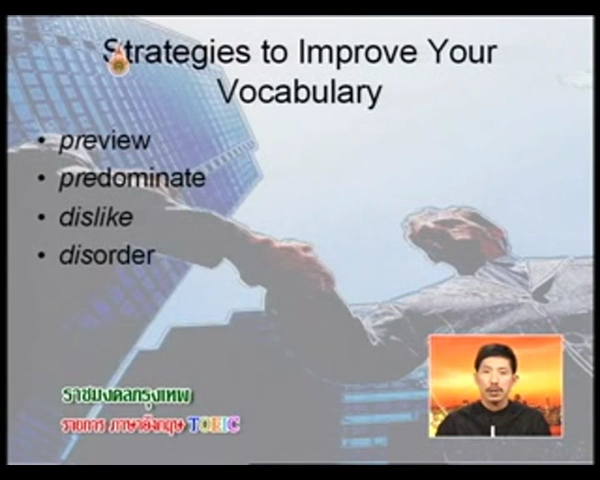 Strategies to Improve Your
Vocabulary
• preview
• predominate
• dislike
• disorder
ราชมงคลกรุงเทพ
รายการ ภาษาอังกฤษ TOEIC